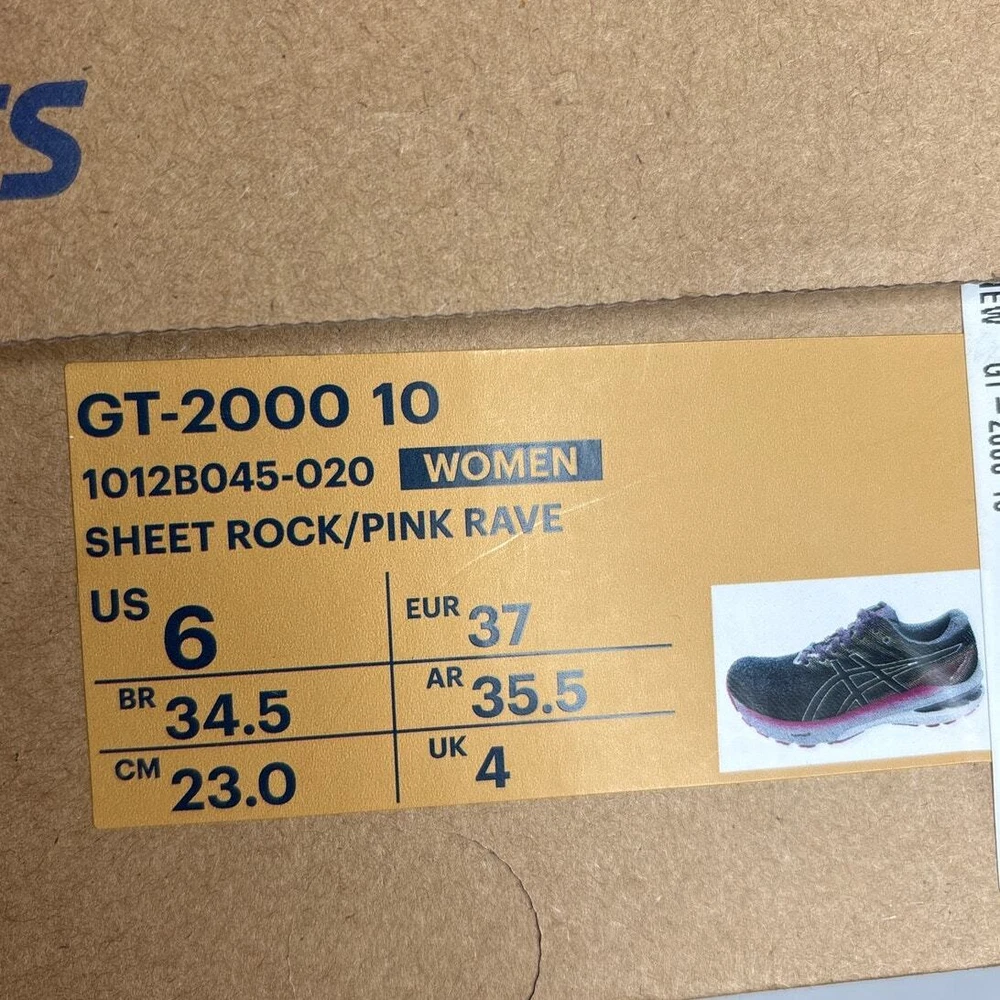 GT-2000 10
1012B045-020 WOMEN
SHEET ROCK/PINK RAVE
US 6 EUR 37
BR 34.5 AR 35.5
CM 23.0 UK 4